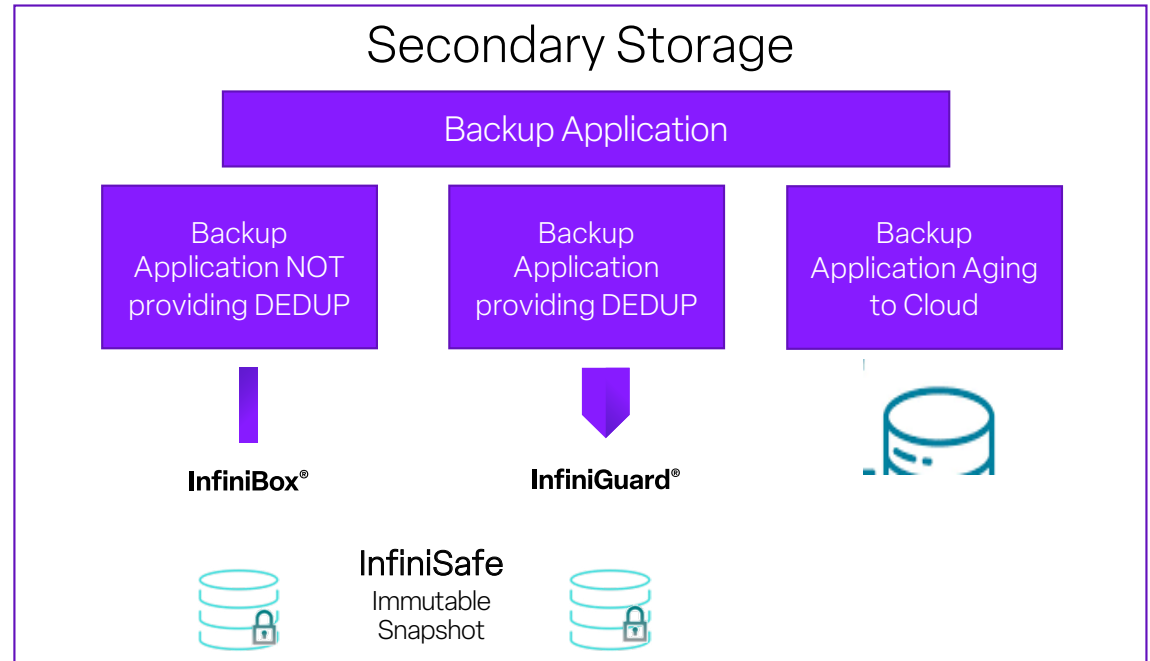 Secondary Storage
Backup Application
Backup
Application NOT
providing DEDUP
Backup
Application
providing DEDUP
Backup
Application Aging
to Cloud
InfiniBox®
InfiniGuard®
InfiniSafe
Immutable
Snapshot